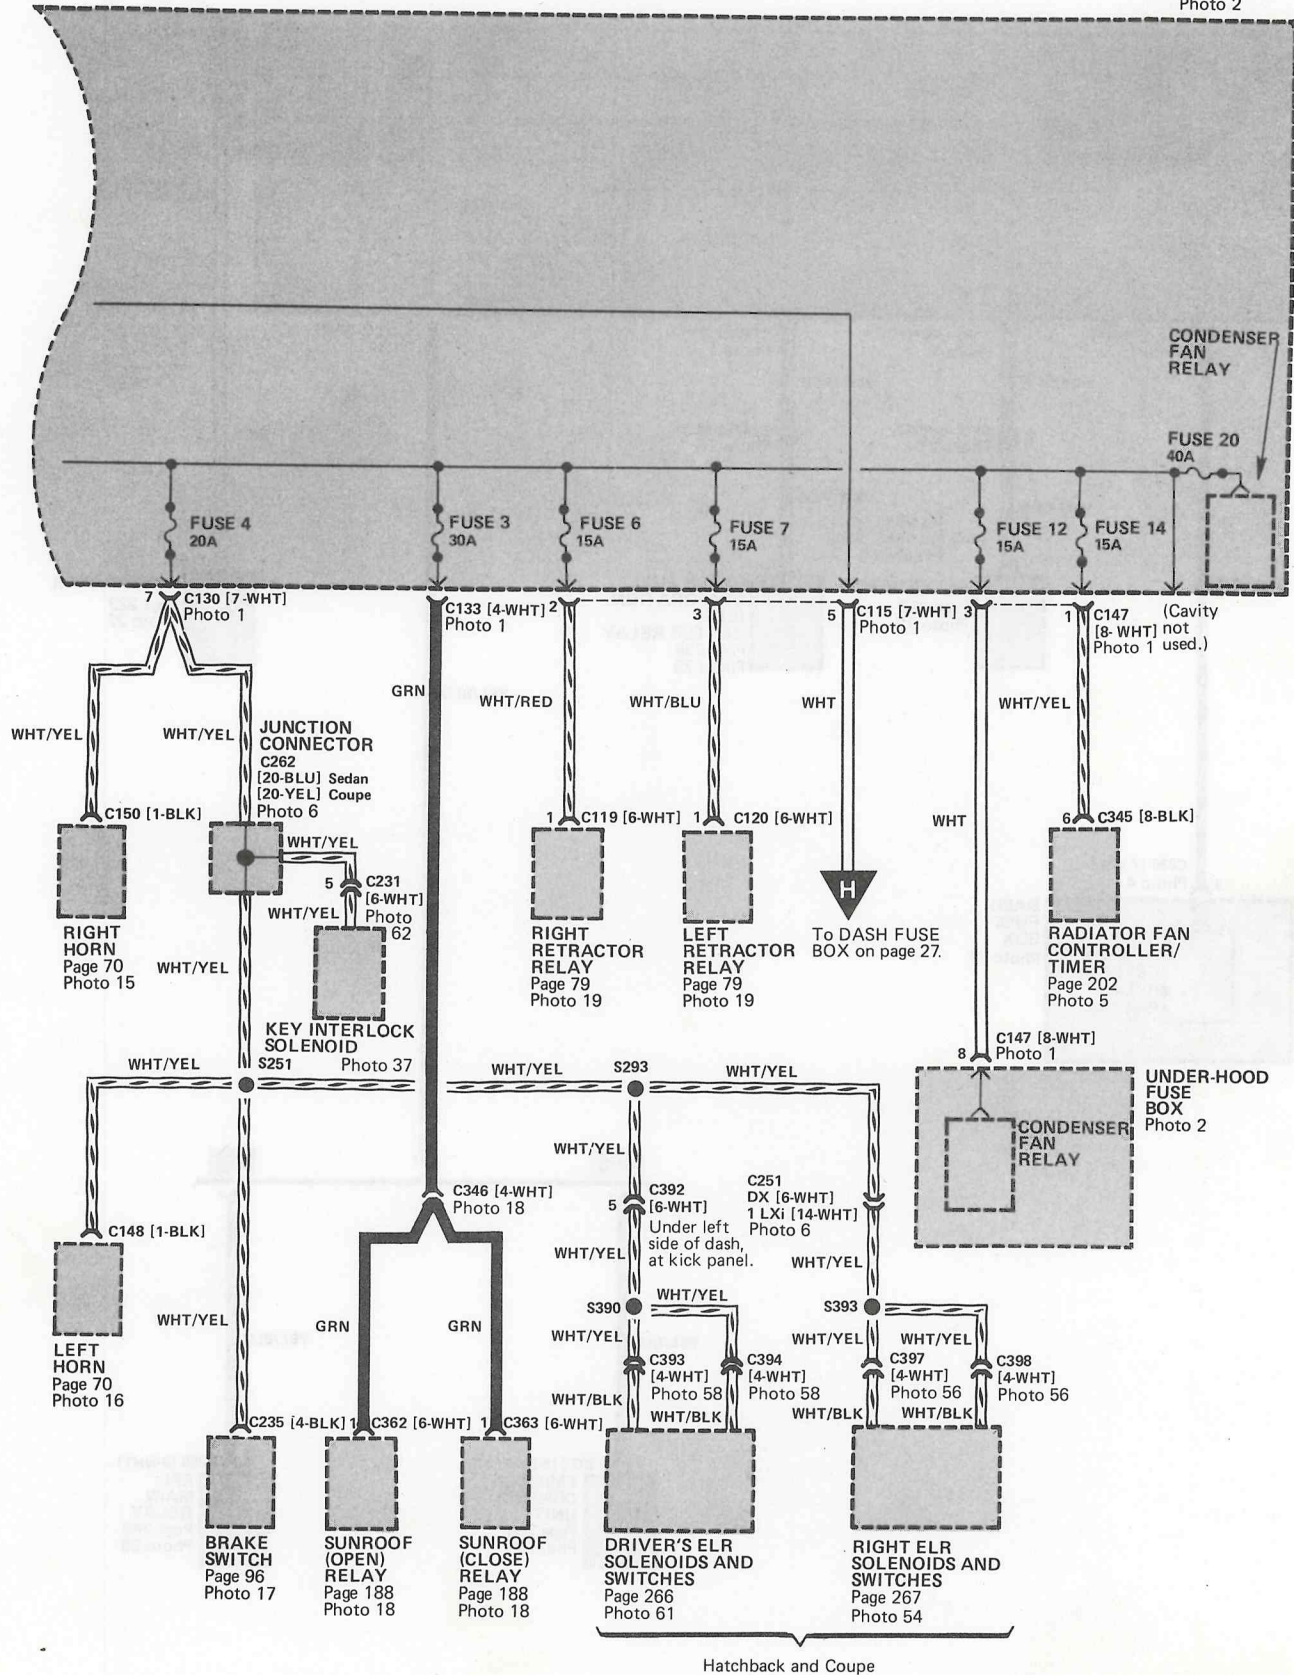 Photo 2
CONDENSER
FAN
RELAY
FUSE 20
40A
FUSE 4
20A
FUSE 3
30A
FUSE 6
15A
FUSE 7
15A
FUSE 12
15A
FUSE 14
15A
7
C130 [7-WHT]
Photo 1
C133 [4-WHT]
Photo 1
2
3
5
C115 [7-WHT]
Photo 1
3
1
C147
[8- WHT]
Photo 1
(Cavity
not
used.)
GRN
WHT/RED
WHT/BLU
WHT
WHT/YEL
WHT/YEL
WHT/YEL
JUNCTION
CONNECTOR
C262
[20-BLU] Sedan
[20-YEL] Coupe
Photo 6
C150 [1-BLK]
1
C119 [6-WHT]
1
C120 [6-WHT]
WHT
6
C345 [8-BLK]
WHT/YEL
5
C231
[6-WHT]
Photo
62
WHT/YEL
H
RIGHT
HORN
Page 70
Photo 15
WHT/YEL
RIGHT
RETRACTOR
RELAY
Page 79
Photo 19
LEFT
RETRACTOR
RELAY
Page 79
Photo 19
To DASH FUSE
BOX on page 27.
RADIATOR FAN
CONTROLLER/
TIMER
Page 202
Photo 5
KEY INTERLOCK
SOLENOID
Photo 37
8
C147 [8-WHT]
Photo 1
WHT/YEL
S251
WHT/YEL
S293
WHT/YEL
UNDER-HOOD
FUSE
BOX
Photo 2
CONDENSER
FAN
RELAY
WHT/YEL
C346 [4-WHT]
Photo 18
5
C392
[6-WHT]
Under left
side of dash,
at kick panel.
C251
DX [6-WHT]
1 LXi [14-WHT]
Photo 6
C148 [1-BLK]
WHT/YEL
WHT/YEL
WHT/YEL
S390
WHT/YEL
S393
LEFT
HORN
Page 70
Photo 16
WHT/YEL
GRN
GRN
WHT/YEL
WHT/YEL
WHT/YEL
C393
[4-WHT]
Photo 58
C394
[4-WHT]
Photo 58
C397
[4-WHT]
Photo 56
C398
[4-WHT]
Photo 56
WHT/BLK
WHT/BLK
WHT/BLK
WHT/BLK
C235 [4-BLK]
1
C362 [6-WHT]
1
C363 [6-WHT]
BRAKE
SWITCH
Page 96
Photo 17
SUNROOF
(OPEN)
RELAY
Page 188
Photo 18
SUNROOF
(CLOSE)
RELAY
Page 188
Photo 18
DRIVER'S ELR
SOLENOIDS AND
SWITCHES
Page 266
Photo 61
RIGHT ELR
SOLENOIDS AND
SWITCHES
Page 267
Photo 54
Hatchback and Coupe